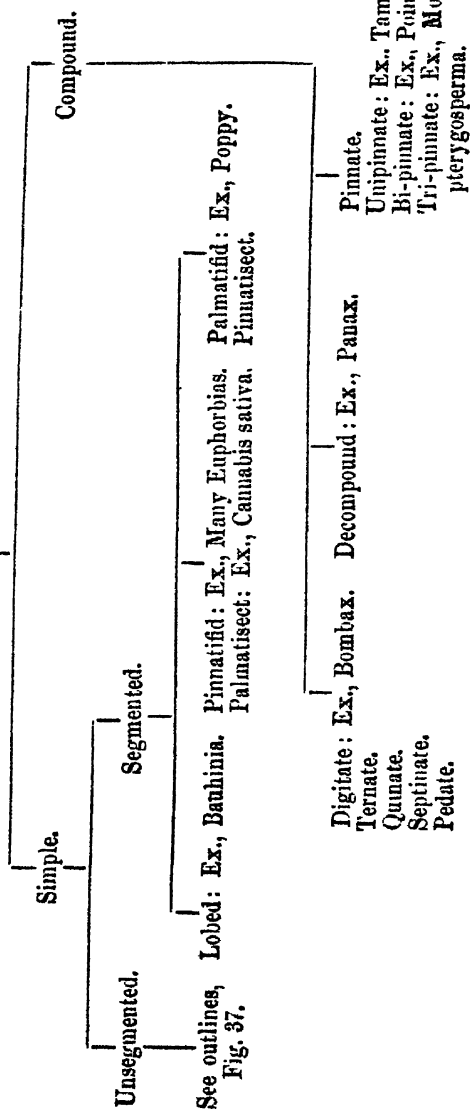 Simple.
Compound.
Unsegmented.
Segmented.
See outlines,
Fig. 37.
Lobed: Ex., Bauhinia.
Pinnatifid: Ex., Many Euphorbias.
Palmatisect: Ex., Cannabis sativa.
Palmatifid: Ex., Poppy.
Pinnatisect.
Digitate: Ex., Bombax.
Ternate.
Quinate.
Septinate.
Pedate.
Decompound: Ex., Panax.
Pinnate.
Unipinnate: Ex.. Tam
Bi-pinnate: Ex., Poin
Tri-pinnate: Ex., Mo
pterygosperma.